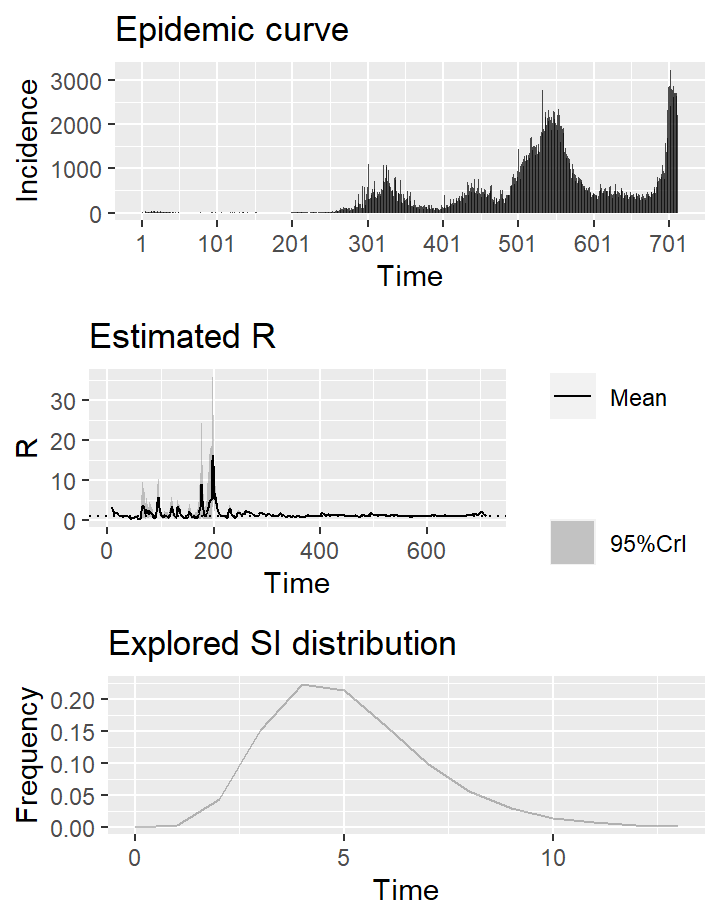 Epidemic curve
3000
2000
1000
0
Incidence
1 101 201 301 401 501 601 701
Time
Estimated R
30
20
10
0
R
0 200 400 600
Time
Mean
95%CrI
Explored SI distribution
0.20
0.15
0.10
0.05
0.00
Frequency
0 5 10
Time